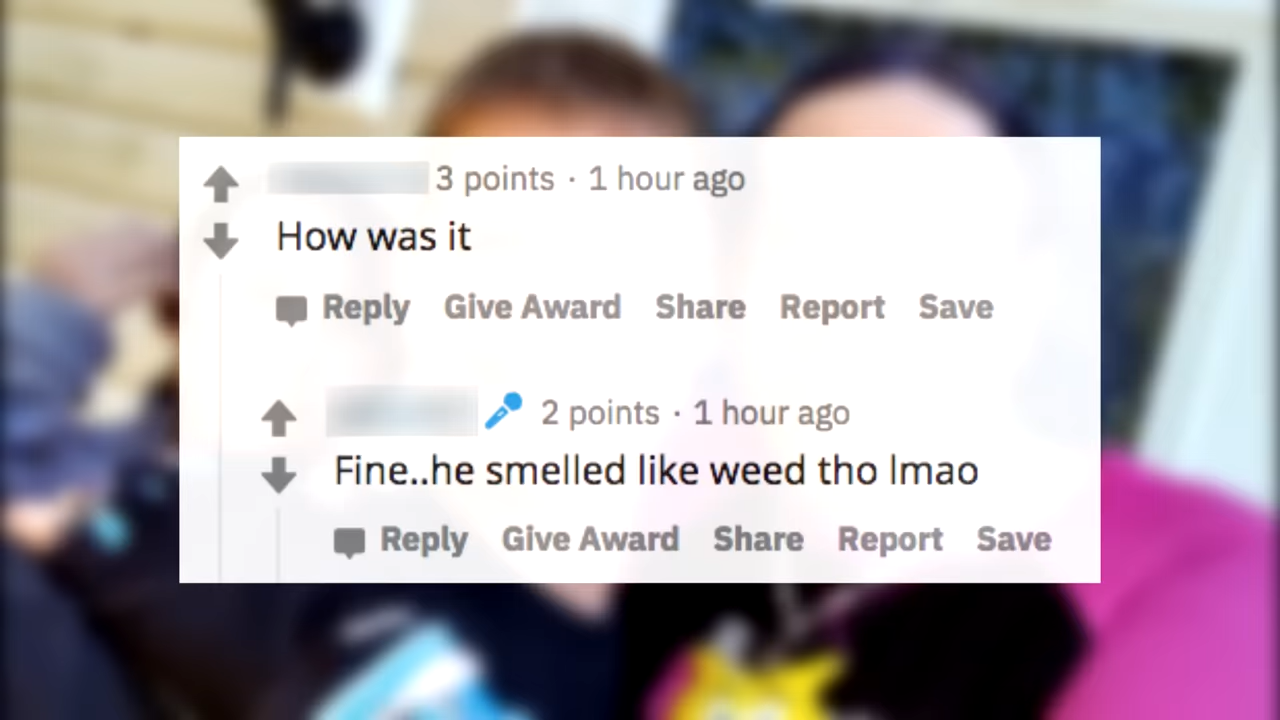 3 points · 1 hour ago
How was it
Reply Give Award Share Report Save
2 points · 1 hour ago
Fine..he smelled like weed tho lmao
Reply Give Award Share Report Save